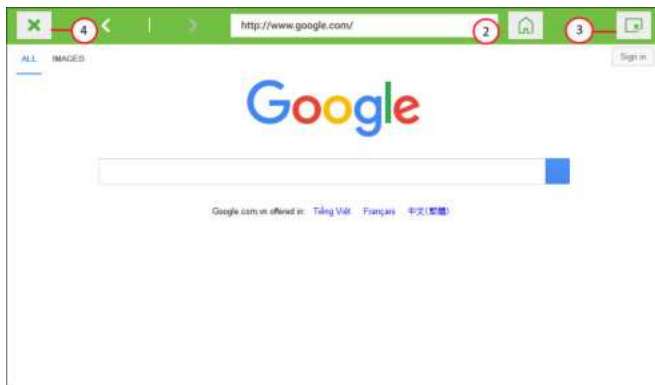 4
http://www.google.com/
2
3
ALL IMAGES
Sign in
Google
Google.com.vn offered in: Tiếng Việt Français 中文(繁體)